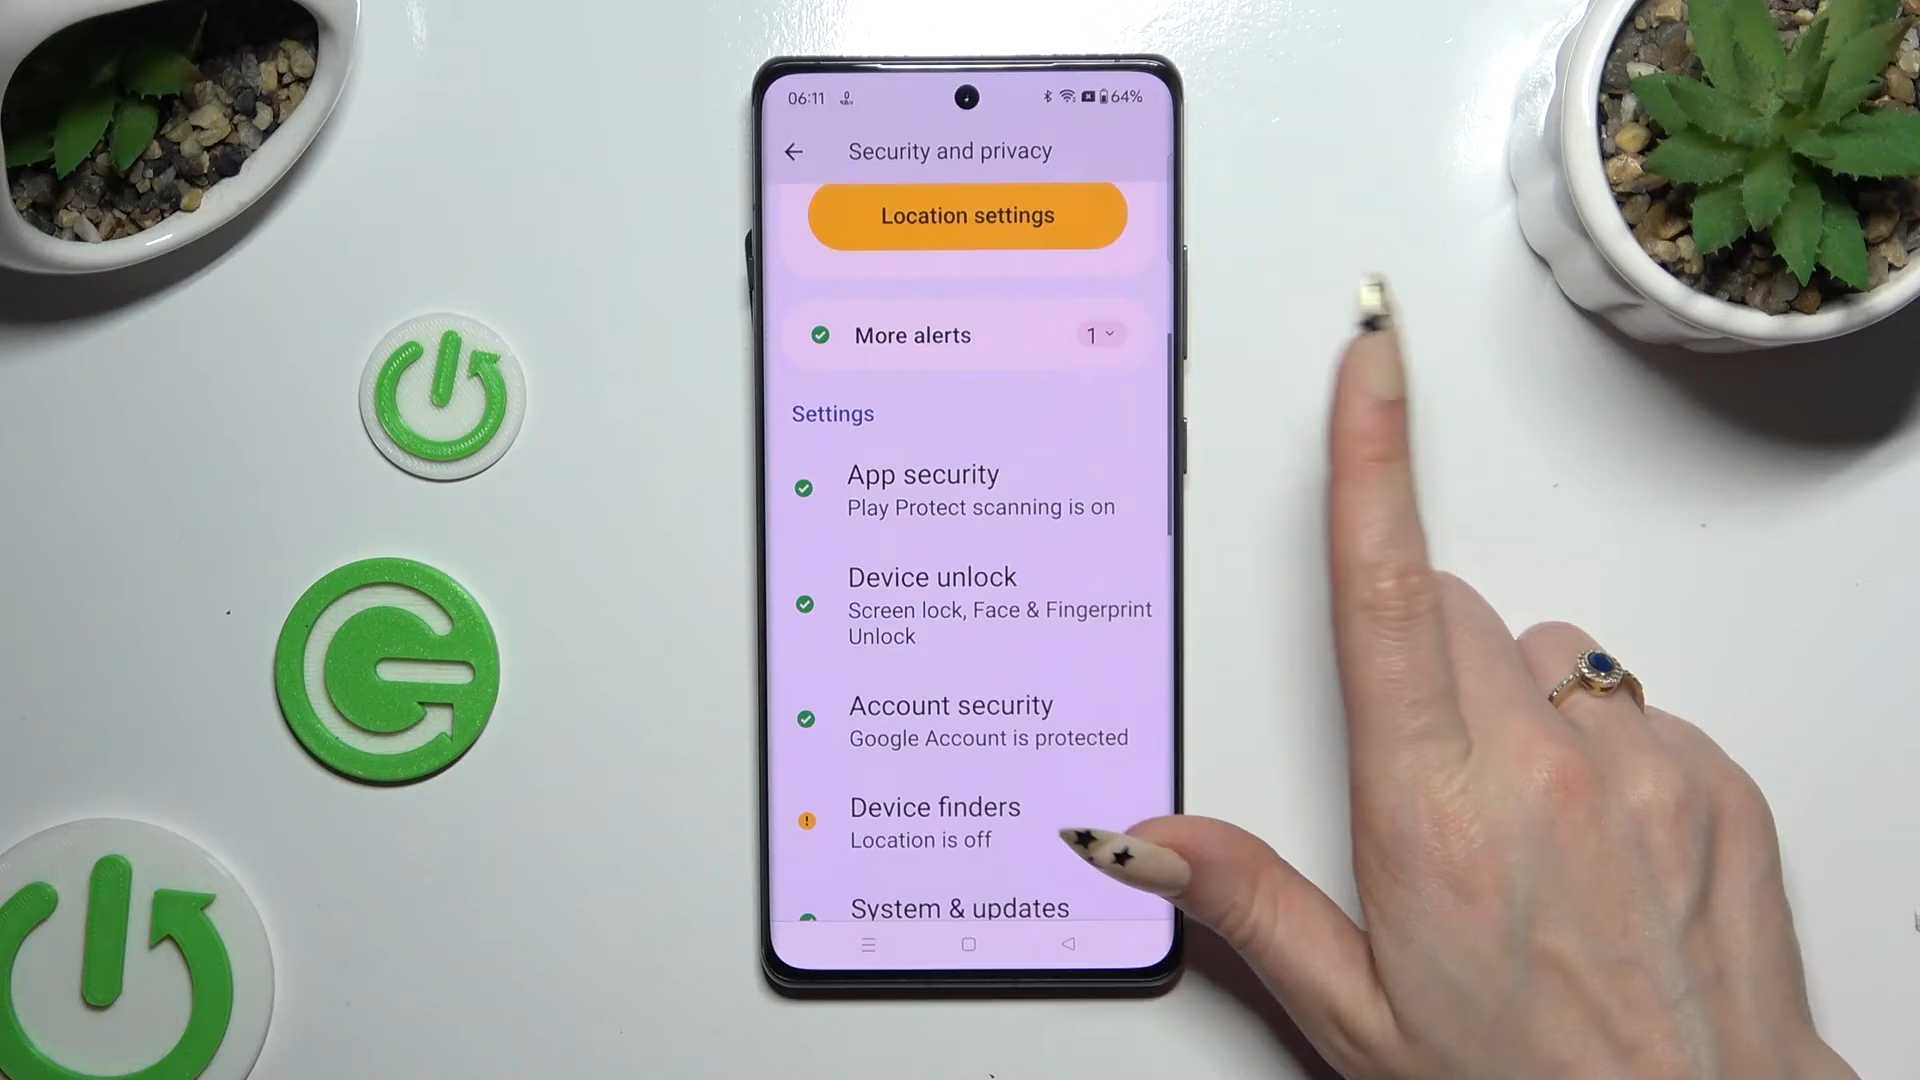 06:11
64%
Security and privacy
Location settings
More alerts
1
Settings
App security
Play Protect scanning is on
Device unlock
Screen lock, Face & Fingerprint
Unlock
Account security
Google Account is protected
Device finders
Location is off
System & updates